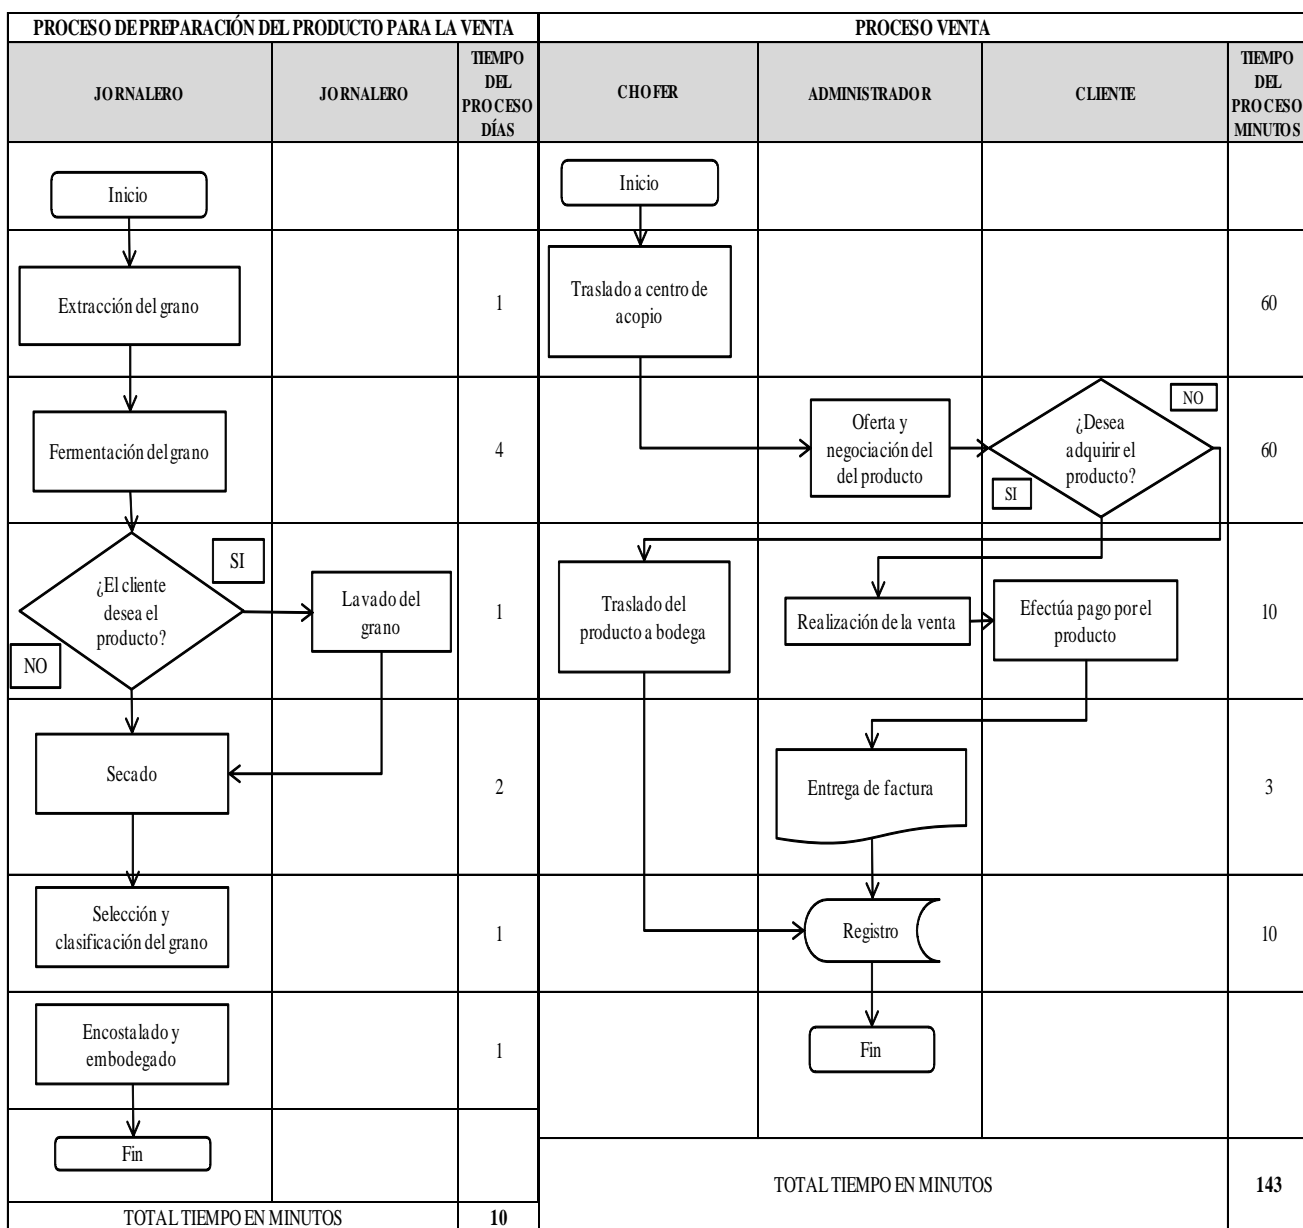 PROCESO DE PREPARACIÓN DEL PRODUCTO PARA LA VENTA
JORNALERO
JORNALERO
TIEMPO
DEL
PROCESO
DÍAS
Inicio
Extracción del grano
1
Fermentación del grano
4
¿El cliente
desea el
producto?
SI
NO
Lavado del
grano
1
Secado
2
Selección y
clasificación del grano
1
Encostalado y
embodegado
1
Fin
TOTAL TIEMPO EN MINUTOS
10
PROCESO VENTA
CHOFER
ADMINISTRADOR
CLIENTE
TIEMPO
DEL
PROCESO
MINUTOS
Inicio
Traslado a centro de
acopio
60
Oferta y
negociación del
del producto
¿Desea
adquirir el
producto?
NO
SI
60
Traslado del
producto a bodega
Realización de la venta
Efectúa pago por el
producto
10
Entrega de factura
3
Registro
10
Fin
TOTAL TIEMPO EN MINUTOS
143